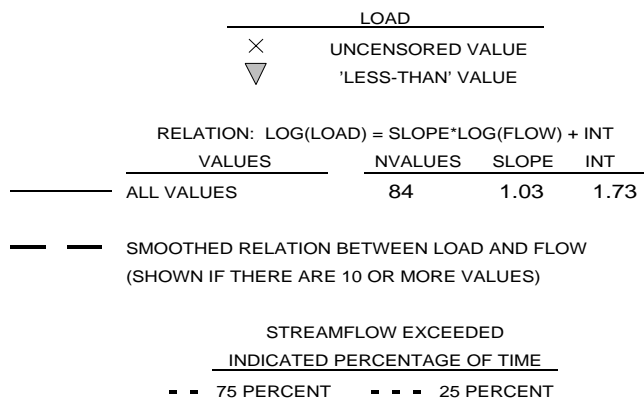 LOAD
UNCENSORED VALUE
'LESS-THAN' VALUE
RELATION: LOG(LOAD) = SLOPE*LOG(FLOW) + INT
VALUES NVALUES SLOPE INT
ALL VALUES 84 1.03 1.73
SMOOTHED RELATION BETWEEN LOAD AND FLOW
(SHOWN IF THERE ARE 10 OR MORE VALUES)
STREAMFLOW EXCEEDED
INDICATED PERCENTAGE OF TIME
75 PERCENT 25 PERCENT